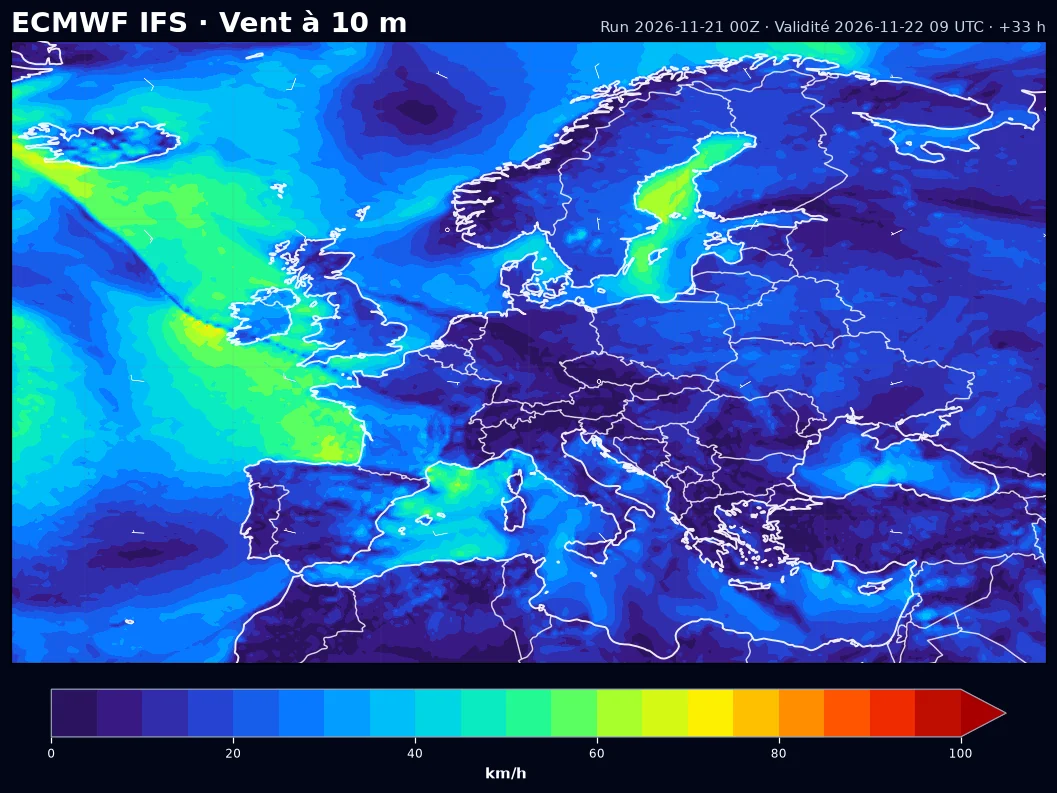 ECMWF IFS · Vent à 10 m
Run 2026-11-21 00Z · Validité 2026-11-22 09 UTC · +33 h
0 20 40 60 80 100
km/h